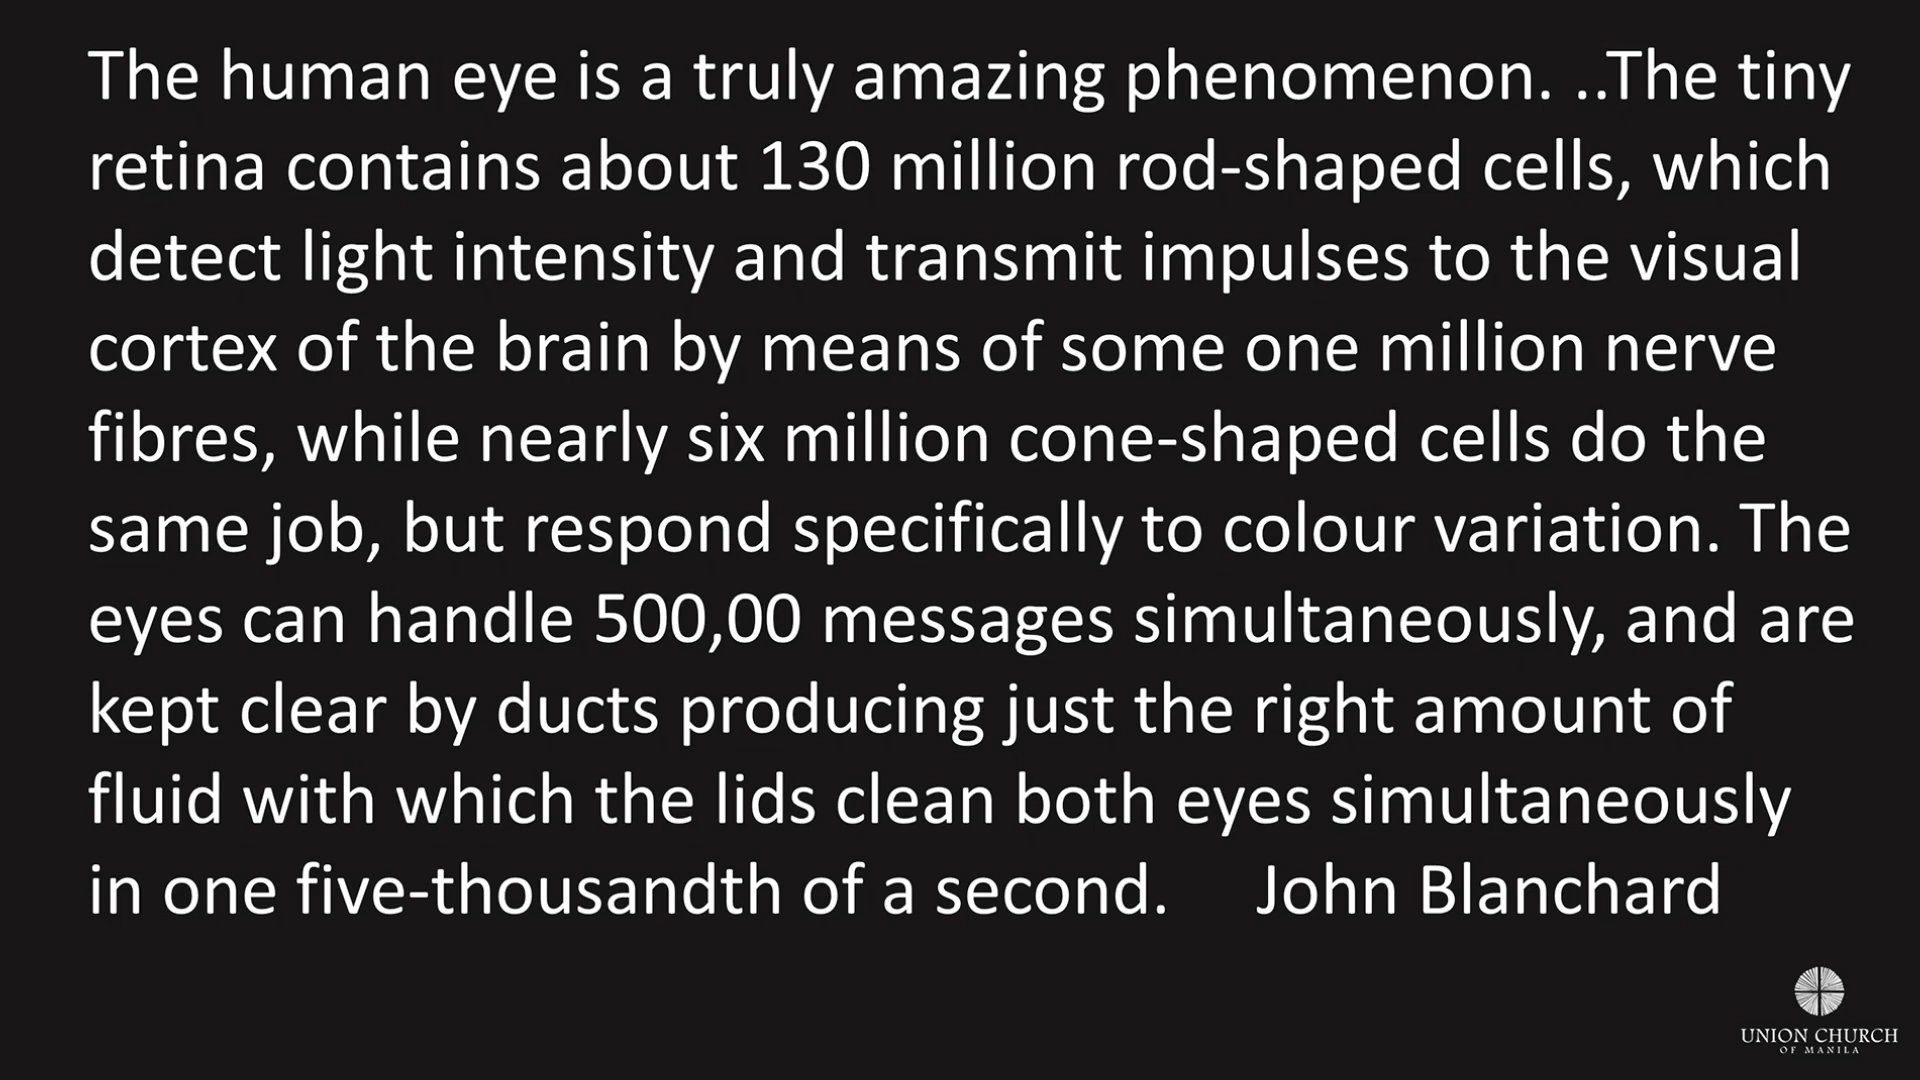 The human eye is a truly amazing phenomenon. ..The tiny
retina contains about 130 million rod-shaped cells, which
detect light intensity and transmit impulses to the visual
cortex of the brain by means of some one million nerve
fibres, while nearly six million cone-shaped cells do the
same job, but respond specifically to colour variation. The
eyes can handle 500,00 messages simultaneously, and are
kept clear by ducts producing just the right amount of
fluid with which the lids clean both eyes simultaneously
in one five-thousandth of a second. John Blanchard
UNION CHURCH
OF MANILA